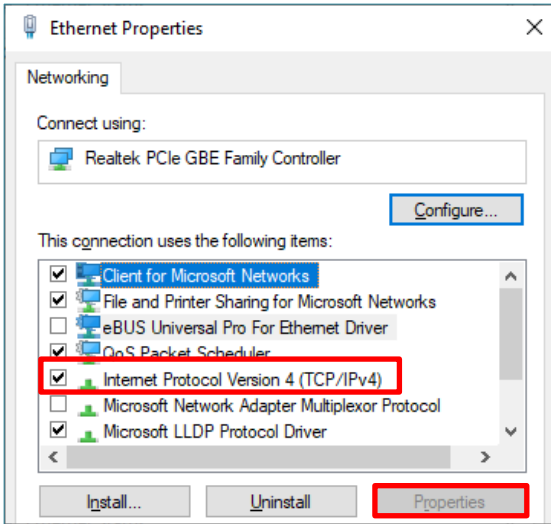 Ethernet Properties
Networking
Connect using:
Realtek PCIe GBE Family Controller
Configure...
This connection uses the following items:
Client for Microsoft Networks
File and Printer Sharing for Microsoft Networks
eBUS Universal Pro For Ethernet Driver
QoS Packet Scheduler
Internet Protocol Version 4 (TCP/IPv4)
Microsoft Network Adapter Multiplexor Protocol
Microsoft LLDP Protocol Driver
Install... Uninstall Properties